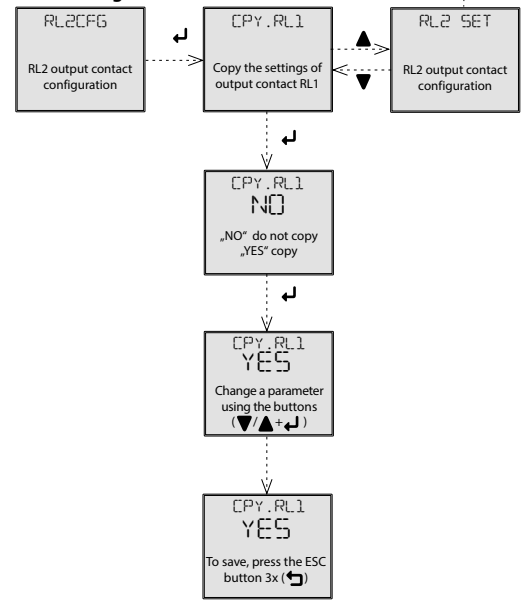 RL2CFG
RL2 output contact
configuration
CPY.RL1
Copy the settings of
output contact RL1
RL2 SET
RL2 output contact
configuration
CPY.RL1
NO
„NO“ do not copy
„YES“ copy
CPY.RL1
YES
Change a parameter
using the buttons
(▼/▲+↵)
CPY.RL1
YES
To save, press the ESC
button 3x (⮌)